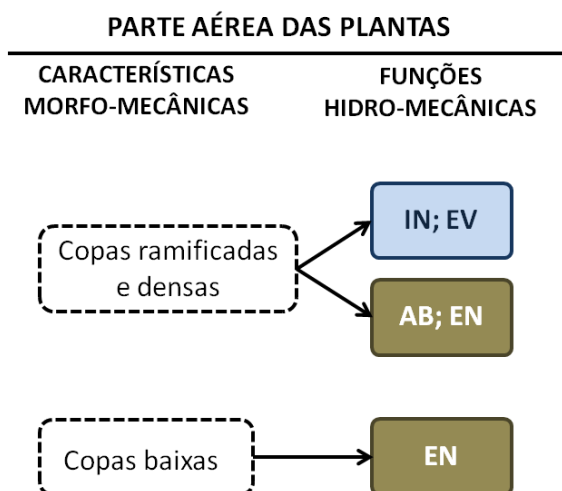 PARTE AÉREA DAS PLANTAS
CARACTERÍSTICAS
MORFO-MECÂNICAS
FUNÇÕES
HIDRO-MECÂNICAS
Copas ramificadas
e densas
IN; EV
AB; EN
Copas baixas
EN